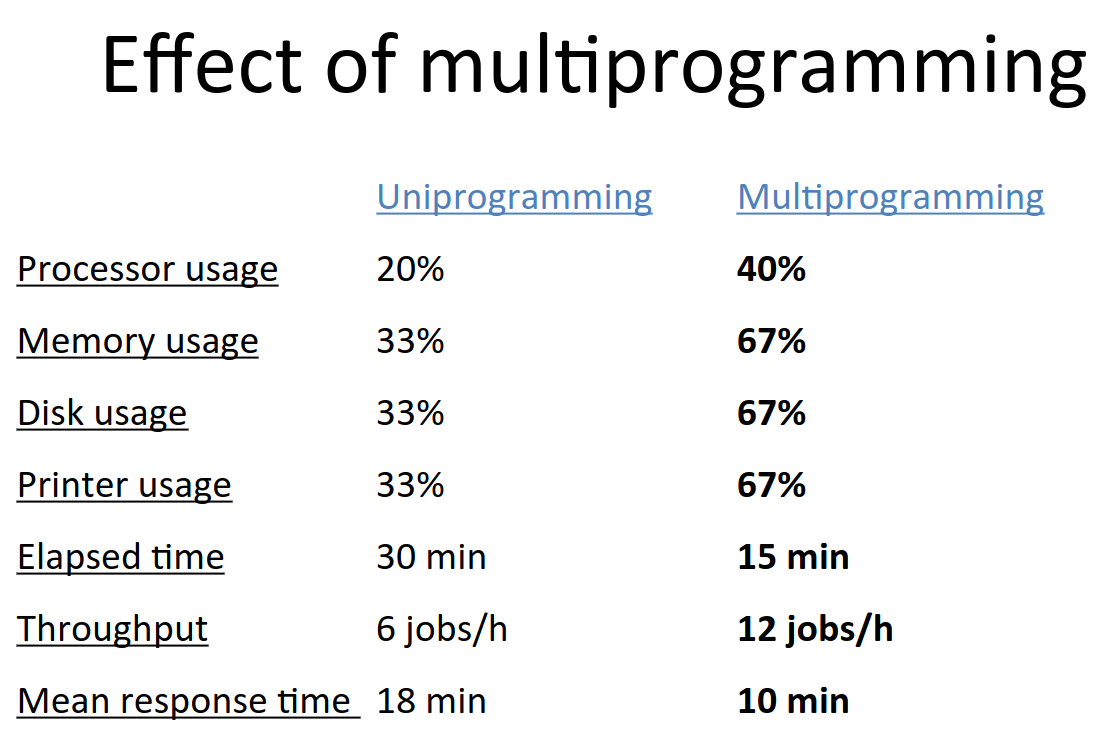 Effect of multiprogramming
Uniprogramming Multiprogramming
Processor usage 20% 40%
Memory usage 33% 67%
Disk usage 33% 67%
Printer usage 33% 67%
Elapsed time 30 min 15 min
Throughput 6 jobs/h 12 jobs/h
Mean response time 18 min 10 min